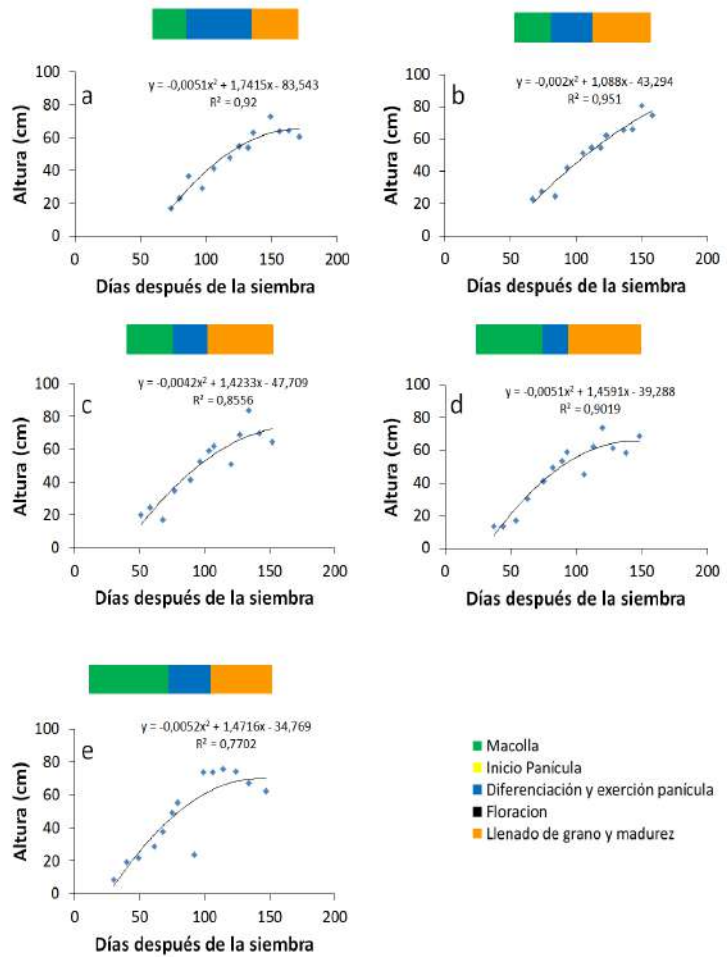 a
y = -0,0051x² + 1,7415x - 83,543
R² = 0,92
Altura (cm)
100
80
60
40
20
0
0 50 100 150 200
Días después de la siembra
b
y = -0,002x² + 1,088x - 43,294
R² = 0,951
Altura (cm)
100
80
60
40
20
0
0 50 100 150 200
Días después de la siembra
c
y = -0,0042x² + 1,4233x - 47,709
R² = 0,8556
Altura (cm)
100
80
60
40
20
0
0 50 100 150 200
Días después de la siembra
d
y = -0,0051x² + 1,4591x - 39,288
R² = 0,9019
Altura (cm)
100
80
60
40
20
0
0 50 100 150 200
Días después de la siembra
e
y = -0,0052x² + 1,4716x - 34,769
R² = 0,7702
Altura (cm)
100
80
60
40
20
0
0 50 100 150 200
Días después de la siembra
Macolla
Inicio Panícula
Diferenciación y exerción panícula
Floracion
Llenado de grano y madurez